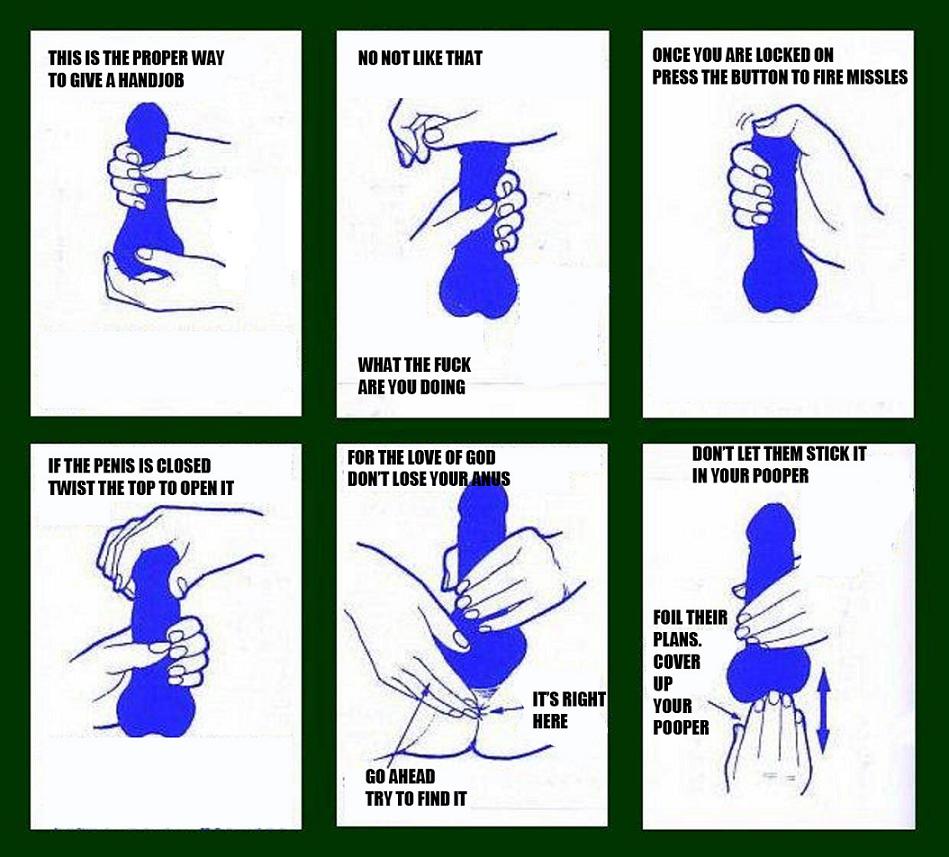 THIS IS THE PROPER WAY
TO GIVE A HANDJOB
NO NOT LIKE THAT
WHAT THE FUCK
ARE YOU DOING
ONCE YOU ARE LOCKED ON
PRESS THE BUTTON TO FIRE MISSLES
IF THE PENIS IS CLOSED
TWIST THE TOP TO OPEN IT
FOR THE LOVE OF GOD
DON'T LOSE YOUR ANUS
IT'S RIGHT
HERE
GO AHEAD
TRY TO FIND IT
DON'T LET THEM STICK IT
IN YOUR POOPER
FOIL THEIR
PLANS.
COVER
UP
YOUR
POOPER